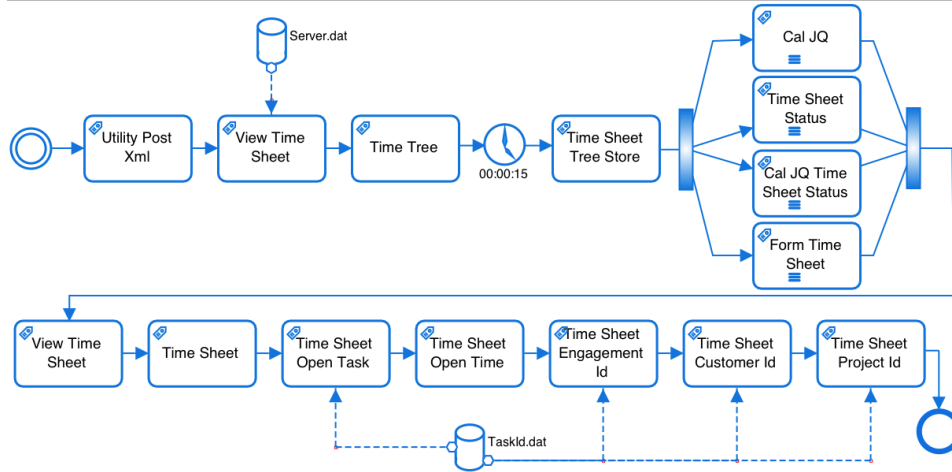 Server.dat
Utility Post
Xml
View Time
Sheet
Time Tree
00:00:15
Time Sheet
Tree Store
Cal JQ
Time Sheet
Status
Cal JQ Time
Sheet Status
Form Time
Sheet
View Time
Sheet
Time Sheet
Time Sheet
Open Task
Time Sheet
Open Time
Time Sheet
Engagement
Id
Time Sheet
Customer Id
Time Sheet
Project Id
TaskId.dat